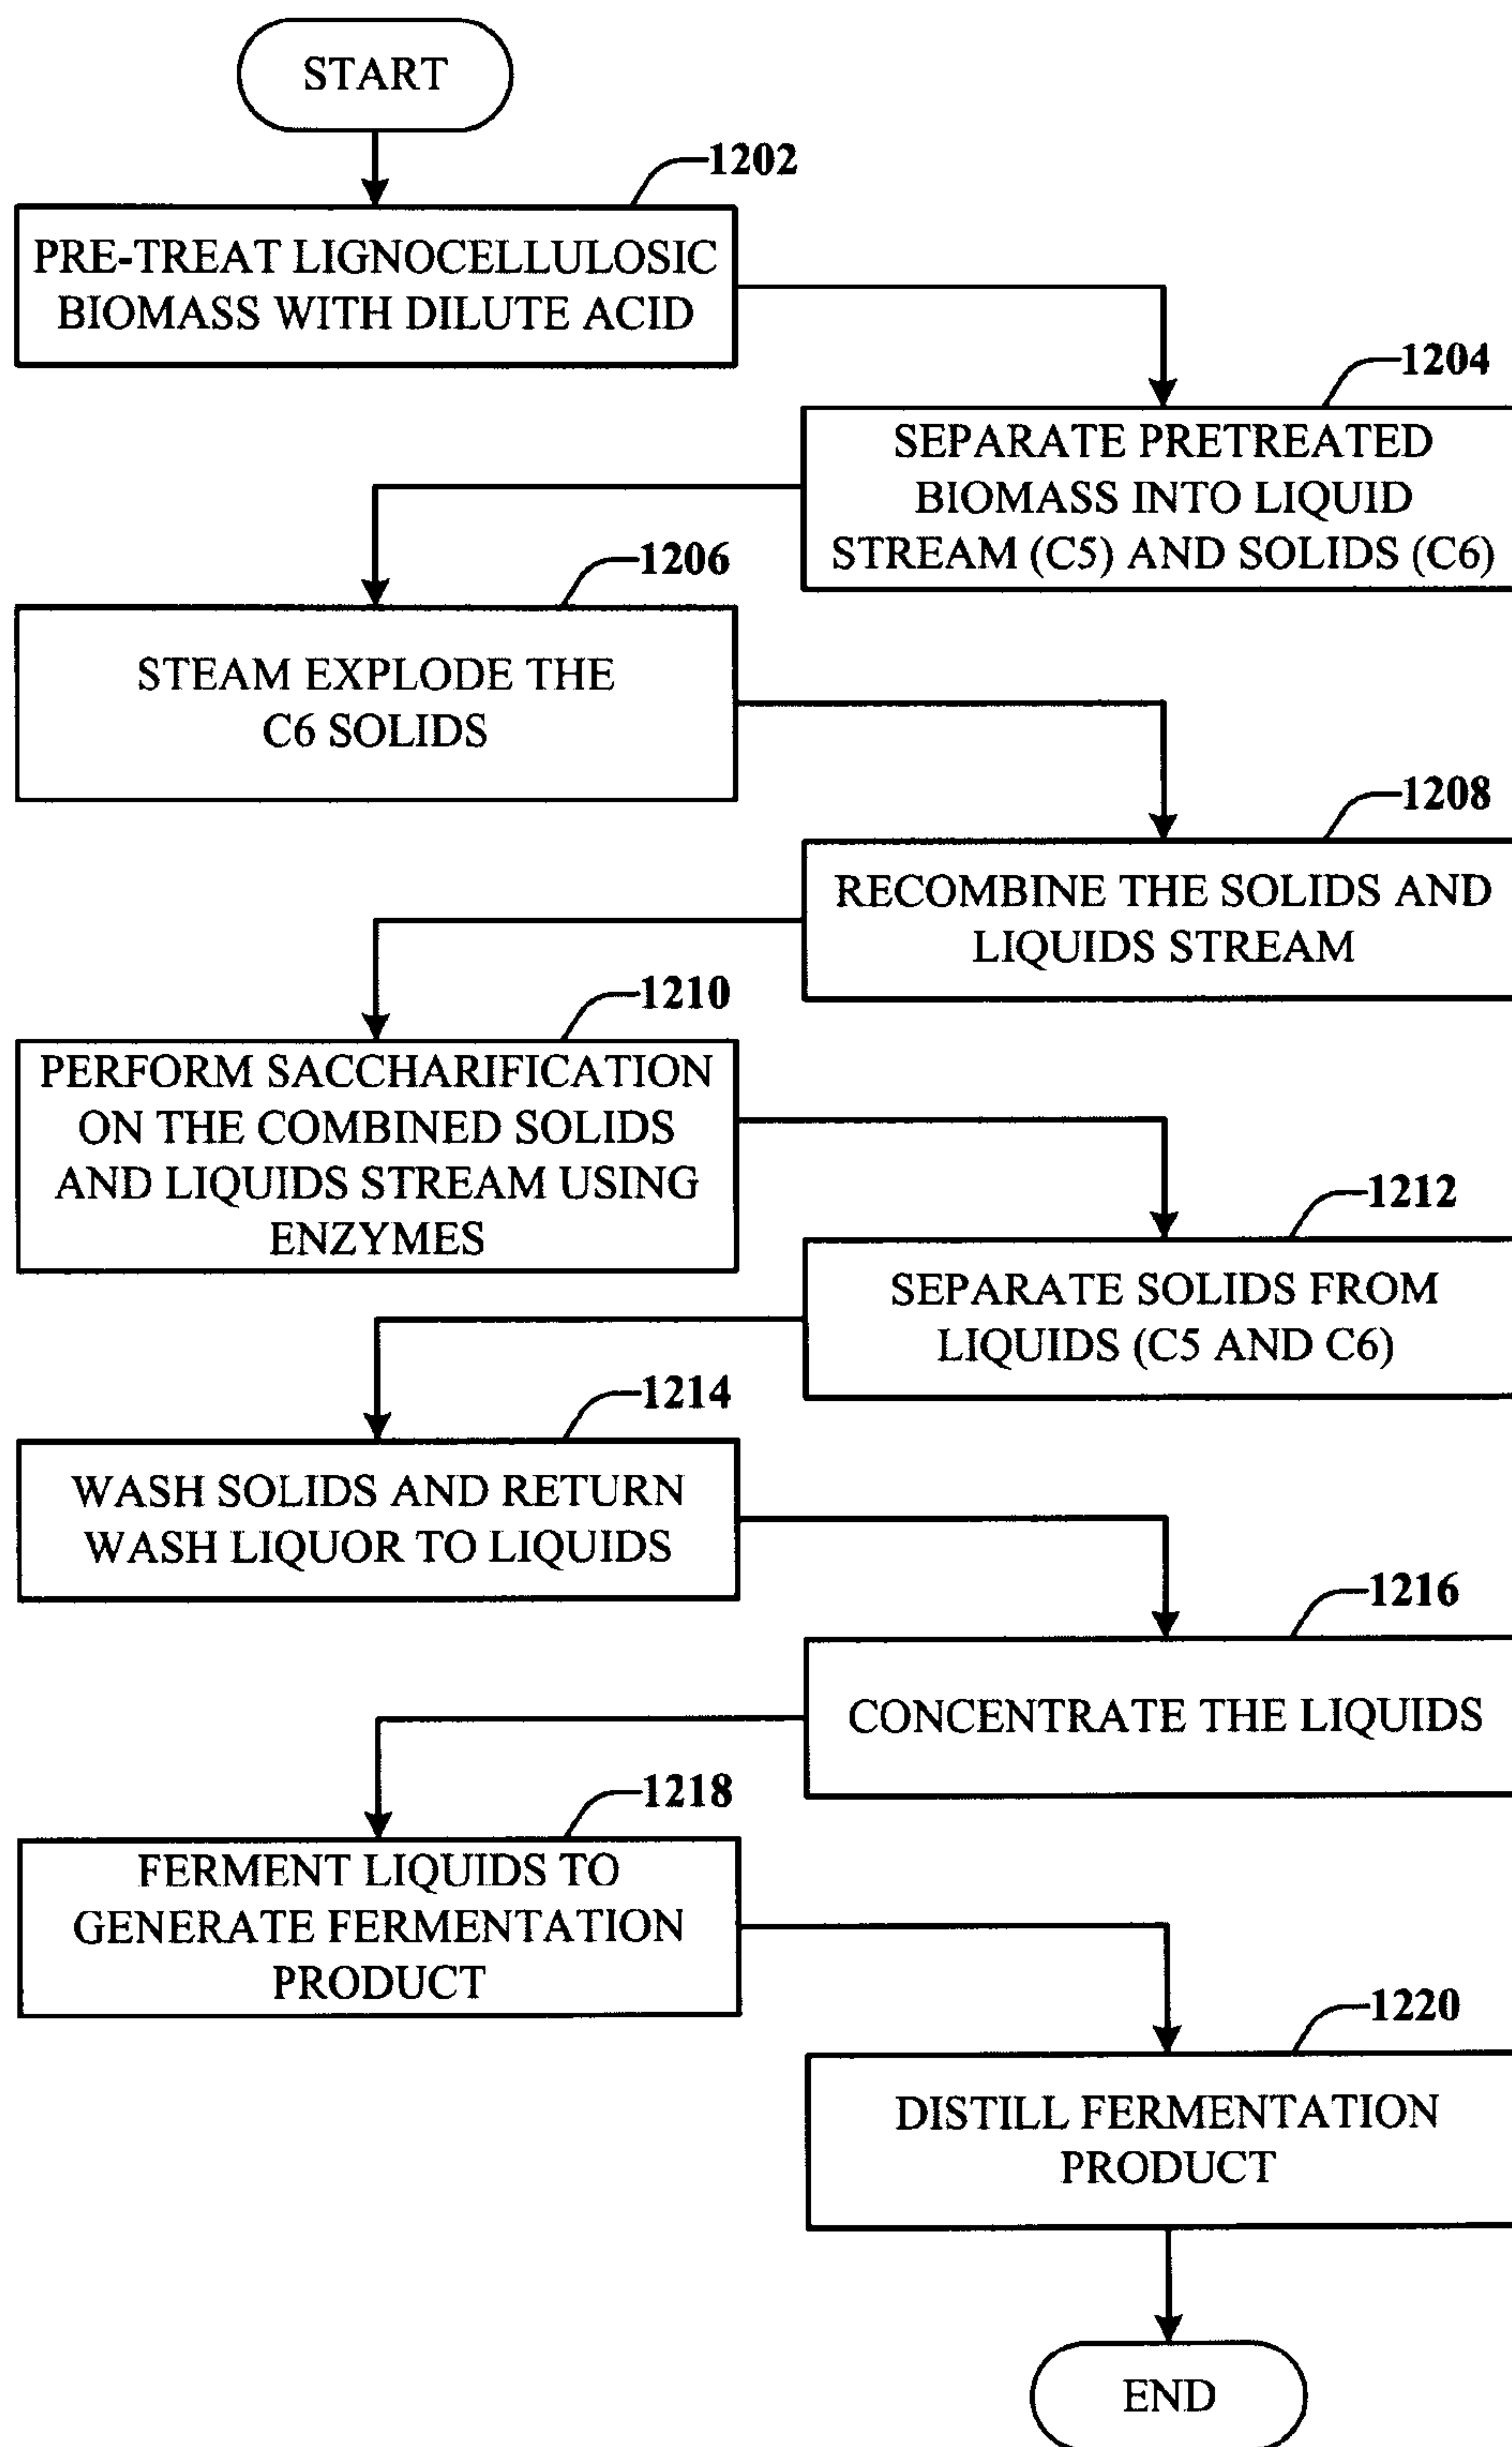 START
1202
PRE-TREAT LIGNOCELLULOSIC
BIOMASS WITH DILUTE ACID
1204
SEPARATE PRETREATED
BIOMASS INTO LIQUID
STREAM (C5) AND SOLIDS (C6)
1206
STEAM EXPLODE THE
C6 SOLIDS
1208
RECOMBINE THE SOLIDS AND
LIQUIDS STREAM
1210
PERFORM SACCHARIFICATION
ON THE COMBINED SOLIDS
AND LIQUIDS STREAM USING
ENZYMES
1212
SEPARATE SOLIDS FROM
LIQUIDS (C5 AND C6)
1214
WASH SOLIDS AND RETURN
WASH LIQUOR TO LIQUIDS
1216
CONCENTRATE THE LIQUIDS
1218
FERMENT LIQUIDS TO
GENERATE FERMENTATION
PRODUCT
1220
DISTILL FERMENTATION
PRODUCT
END